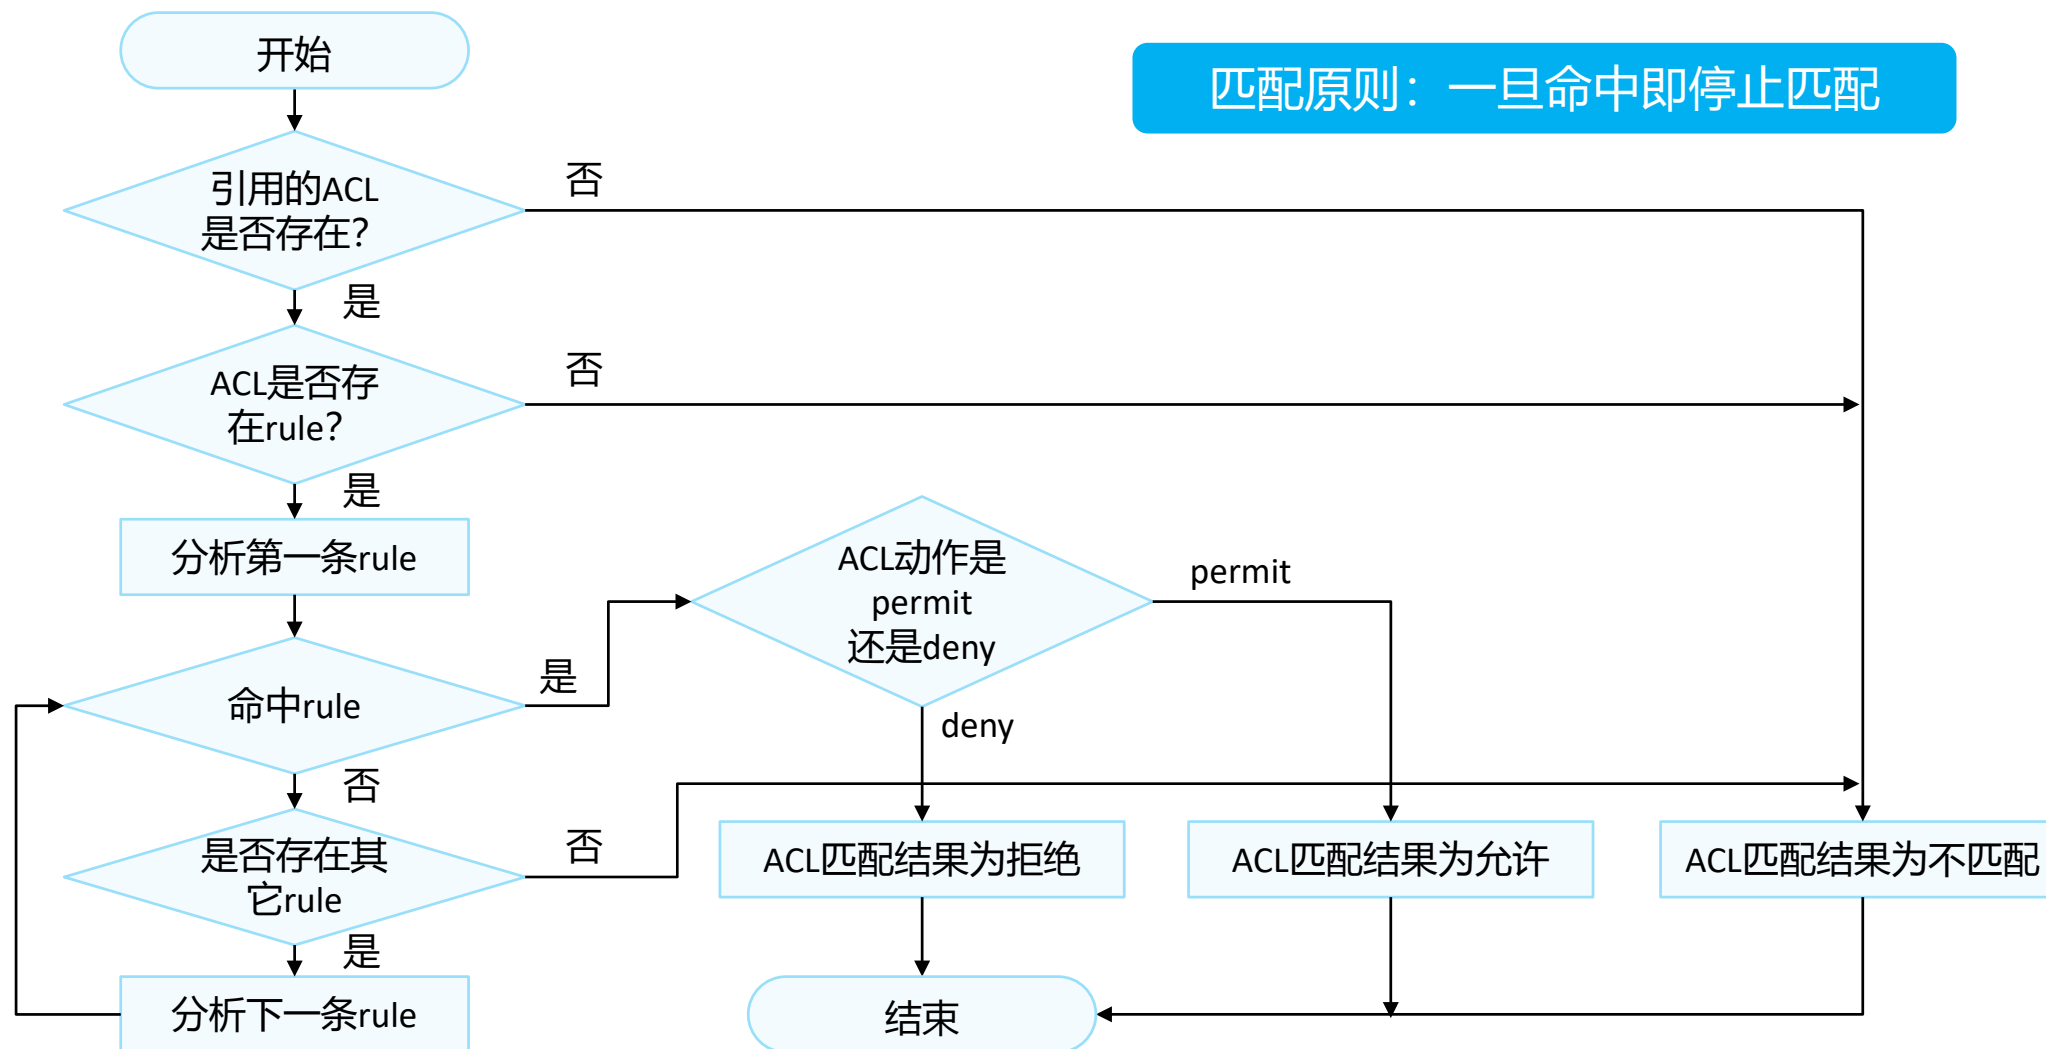 开始
匹配原则：一旦命中即停止匹配
引用的ACL
是否存在？
否
是
ACL是否存
在rule？
否
是
分析第一条rule
ACL动作是
permit
还是deny
permit
命中rule
是
deny
否
是否存在其
它rule
否
ACL匹配结果为拒绝
ACL匹配结果为允许
ACL匹配结果为不匹配
是
分析下一条rule
结束